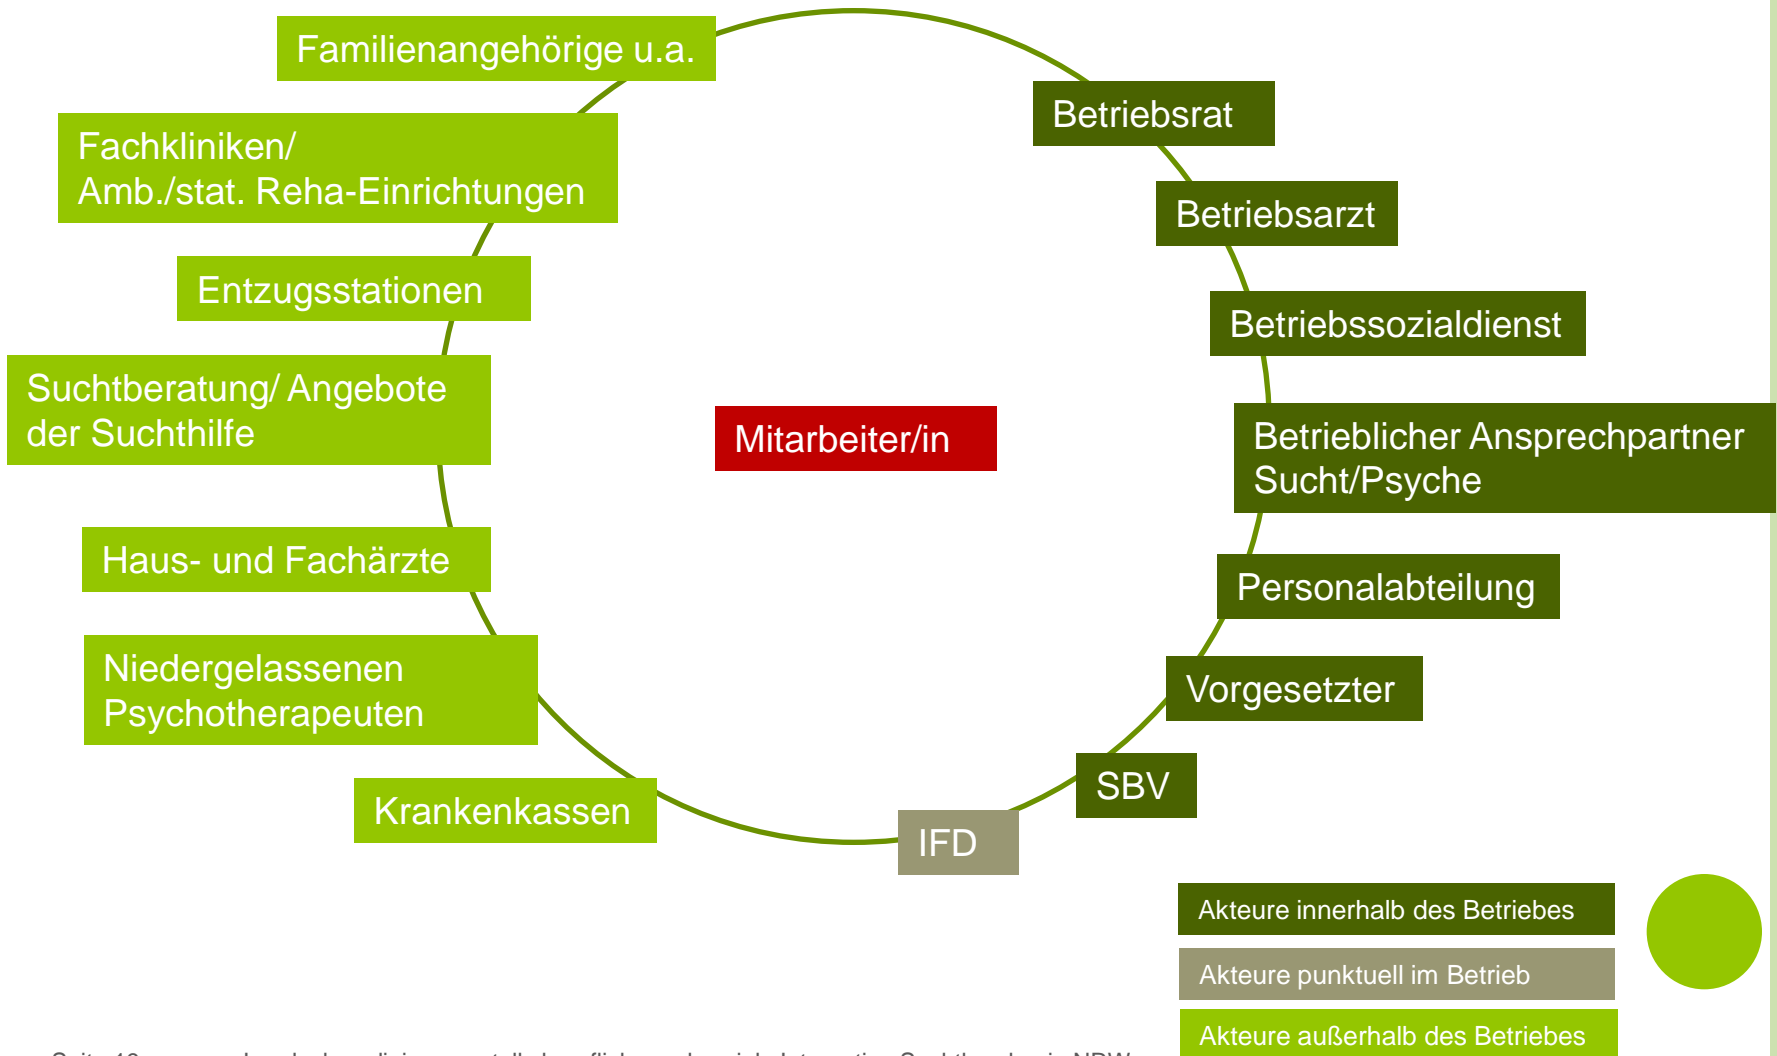 Familienangehörige u.a.
Fachkliniken/
Amb./stat. Reha-Einrichtungen
Entzugsstationen
Suchtberatung/ Angebote
der Suchthilfe
Haus- und Fachärzte
Niedergelassenen
Psychotherapeuten
Krankenkassen
Mitarbeiter/in
Betriebsrat
Betriebsarzt
Betriebssozialdienst
Betrieblicher Ansprechpartner
Sucht/Psyche
Personalabteilung
Vorgesetzter
SBV
IFD
Akteure innerhalb des Betriebes
Akteure punktuell im Betrieb
Akteure außerhalb des Betriebes